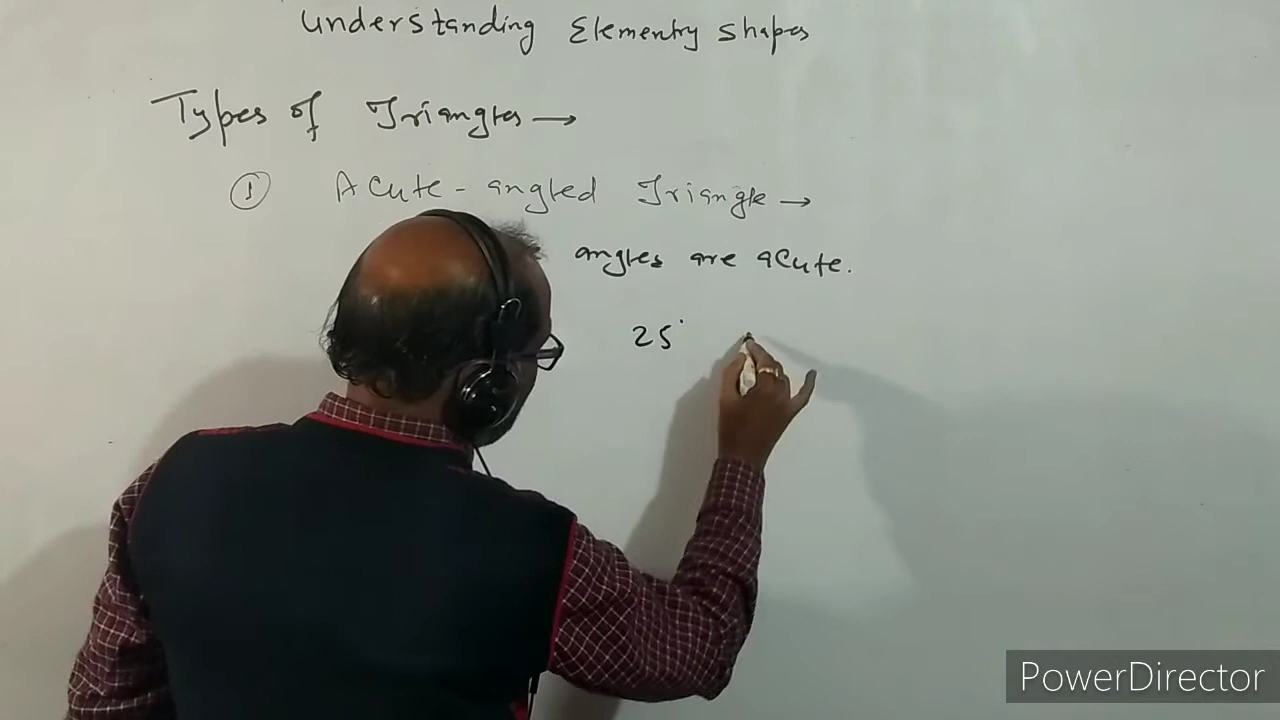 Understanding Elementry shapes
Types of Triangles →
① Acute-angled Triangle →
angles are acute.
25°
PowerDirector